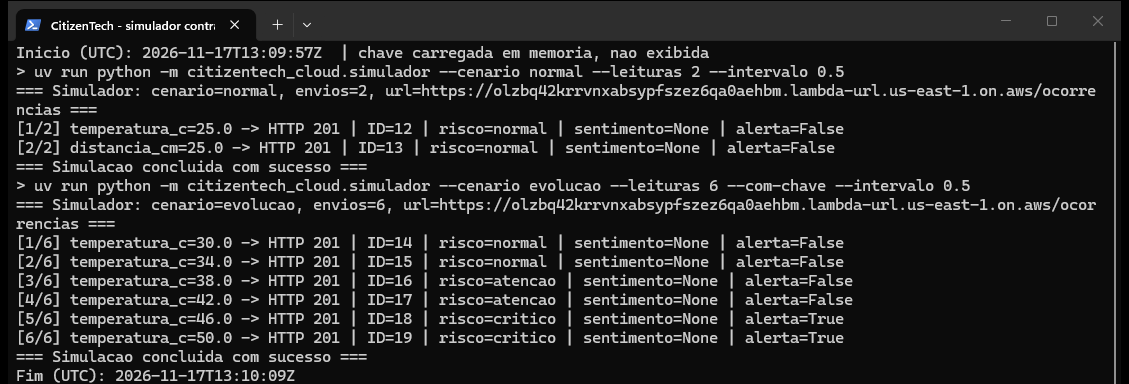 CitizenTech - simulador contra
Inicio (UTC): 2026-11-17T13:09:57Z  | chave carregada em memoria, nao exibida
> uv run python -m citizentech_cloud.simulador --cenario normal --leituras 2 --intervalo 0.5
=== Simulador: cenario=normal, envios=2, url=https://olzbq42krrvnxabsypfszez6qa0aehbm.lambda-url.us-east-1.on.aws/ocorre
ncias ===
[1/2] temperatura_c=25.0 -> HTTP 201 | ID=12 | risco=normal | sentimento=None | alerta=False
[2/2] distancia_cm=25.0 -> HTTP 201 | ID=13 | risco=normal | sentimento=None | alerta=False
=== Simulacao concluida com sucesso ===
> uv run python -m citizentech_cloud.simulador --cenario evolucao --leituras 6 --com-chave --intervalo 0.5
=== Simulador: cenario=evolucao, envios=6, url=https://olzbq42krrvnxabsypfszez6qa0aehbm.lambda-url.us-east-1.on.aws/ocor
rencias ===
[1/6] temperatura_c=30.0 -> HTTP 201 | ID=14 | risco=normal | sentimento=None | alerta=False
[2/6] temperatura_c=34.0 -> HTTP 201 | ID=15 | risco=normal | sentimento=None | alerta=False
[3/6] temperatura_c=38.0 -> HTTP 201 | ID=16 | risco=atencao | sentimento=None | alerta=False
[4/6] temperatura_c=42.0 -> HTTP 201 | ID=17 | risco=atencao | sentimento=None | alerta=False
[5/6] temperatura_c=46.0 -> HTTP 201 | ID=18 | risco=critico | sentimento=None | alerta=True
[6/6] temperatura_c=50.0 -> HTTP 201 | ID=19 | risco=critico | sentimento=None | alerta=True
=== Simulacao concluida com sucesso ===
Fim (UTC): 2026-11-17T13:10:09Z